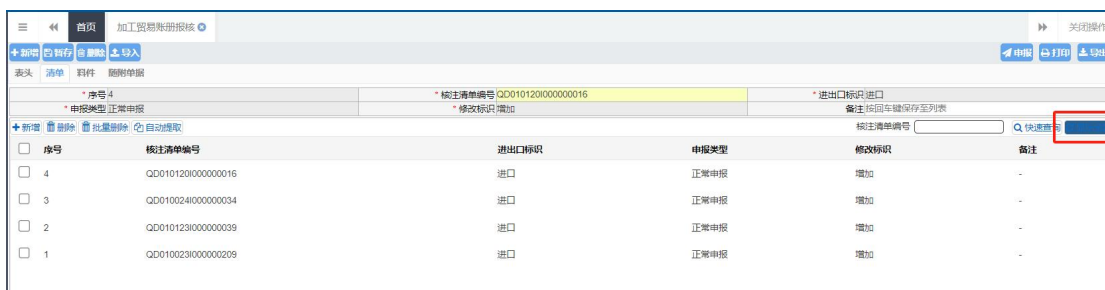 首页 加工贸易账册报核 关闭操作
+新增 暂存 删除 导入 申报 打印 导出
表头 清单 料件 随附单据
* 序号 4 * 核注清单编号 QD010120I000000016 * 进出口标识 进口
* 申报类型 正常申报 * 修改标识 增加 备注 按回车键保存至列表
+新增 删除 批量删除 自动提取 核注清单编号 快速查询
序号 核注清单编号 进出口标识 申报类型 修改标识 备注
4 QD010120I000000016 进口 正常申报 增加 -
3 QD010024I000000034 进口 正常申报 增加 -
2 QD010123I000000039 进口 正常申报 增加 -
1 QD010023I000000209 进口 正常申报 增加 -